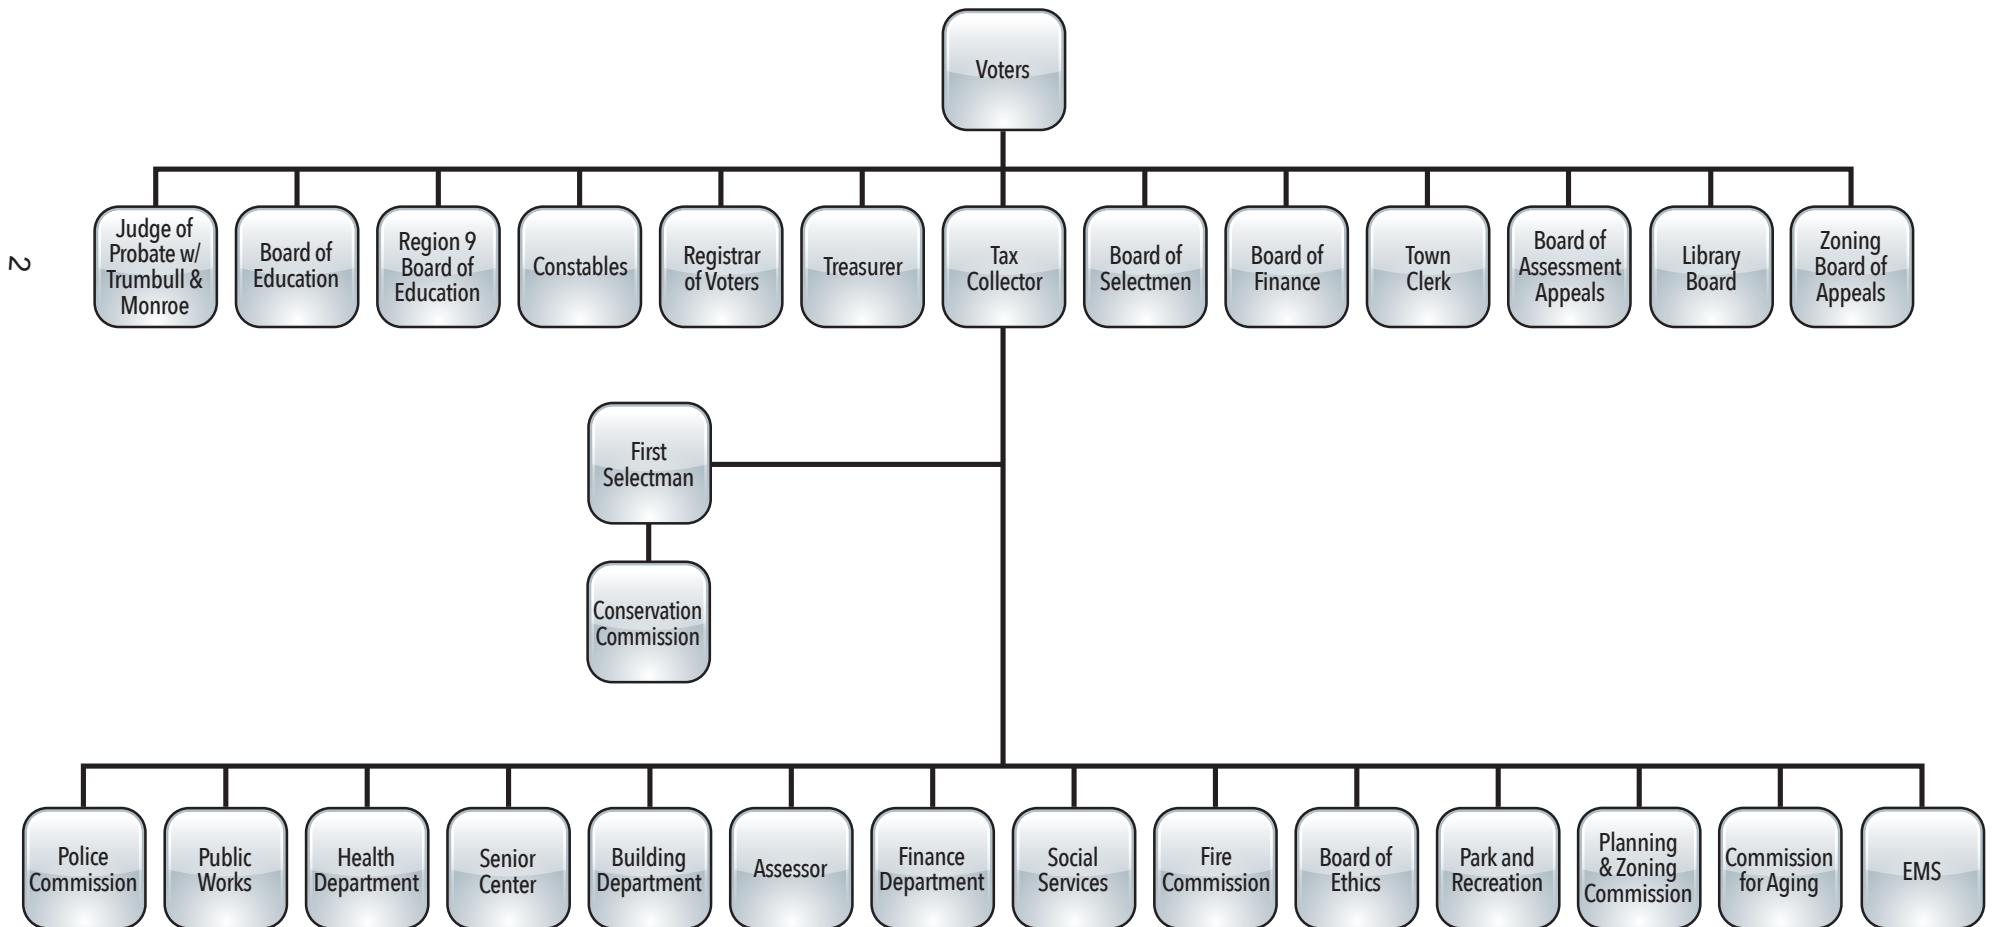 Voters
Judge of
Probate w/
Trumbull &
Monroe
Board of
Education
Region 9
Board of
Education
Constables
Registrar
of Voters
Treasurer
Tax
Collector
Board of
Selectmen
Board of
Finance
Town
Clerk
Board of
Assessment
Appeals
Library
Board
Zoning
Board of
Appeals
2
First
Selectman
Conservation
Commission
Police
Commission
Public
Works
Health
Department
Senior
Center
Building
Department
Assessor
Finance
Department
Social
Services
Fire
Commission
Board of
Ethics
Park and
Recreation
Planning
& Zoning
Commission
Commission
for Aging
EMS